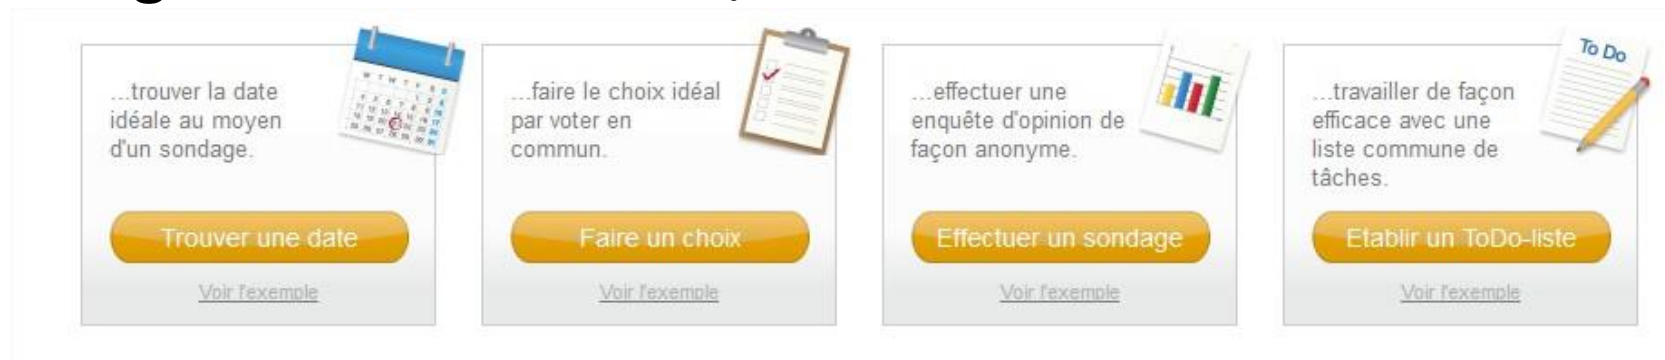 ...trouver la date
idéale au moyen
d'un sondage.
Trouver une date
Voir l'exemple
...faire le choix idéal
par voter en
commun.
Faire un choix
Voir l'exemple
...effectuer une
enquête d'opinion de
façon anonyme.
Effectuer un sondage
Voir l'exemple
To Do
...travailler de façon
efficace avec une
liste commune de
tâches.
Etablir un ToDo-liste
Voir l'exemple